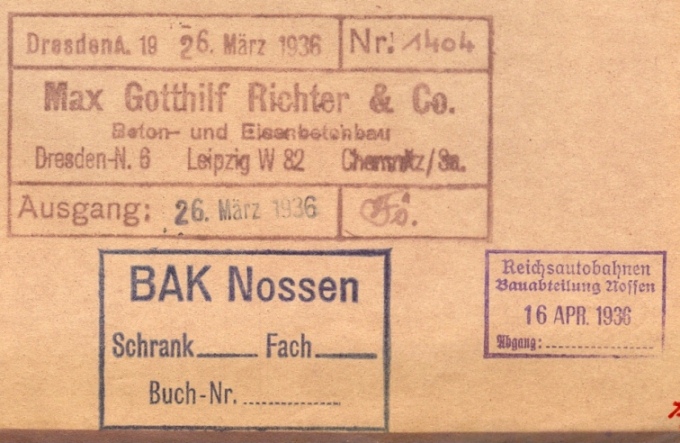 Dresden A. 19 26. März 1936 Nr: 1404
Max Gotthilf Richter & Co.
Beton- und Eisenbetonbau
Dresden-N. 6 Leipzig W 82 Chemnitz/Sa.
Ausgang: 26. März 1936 Fö.
BAK Nossen
Schrank Fach
Buch-Nr.
Reichsautobahnen
Bauabteilung Nossen
16 APR. 1936
Abgang: